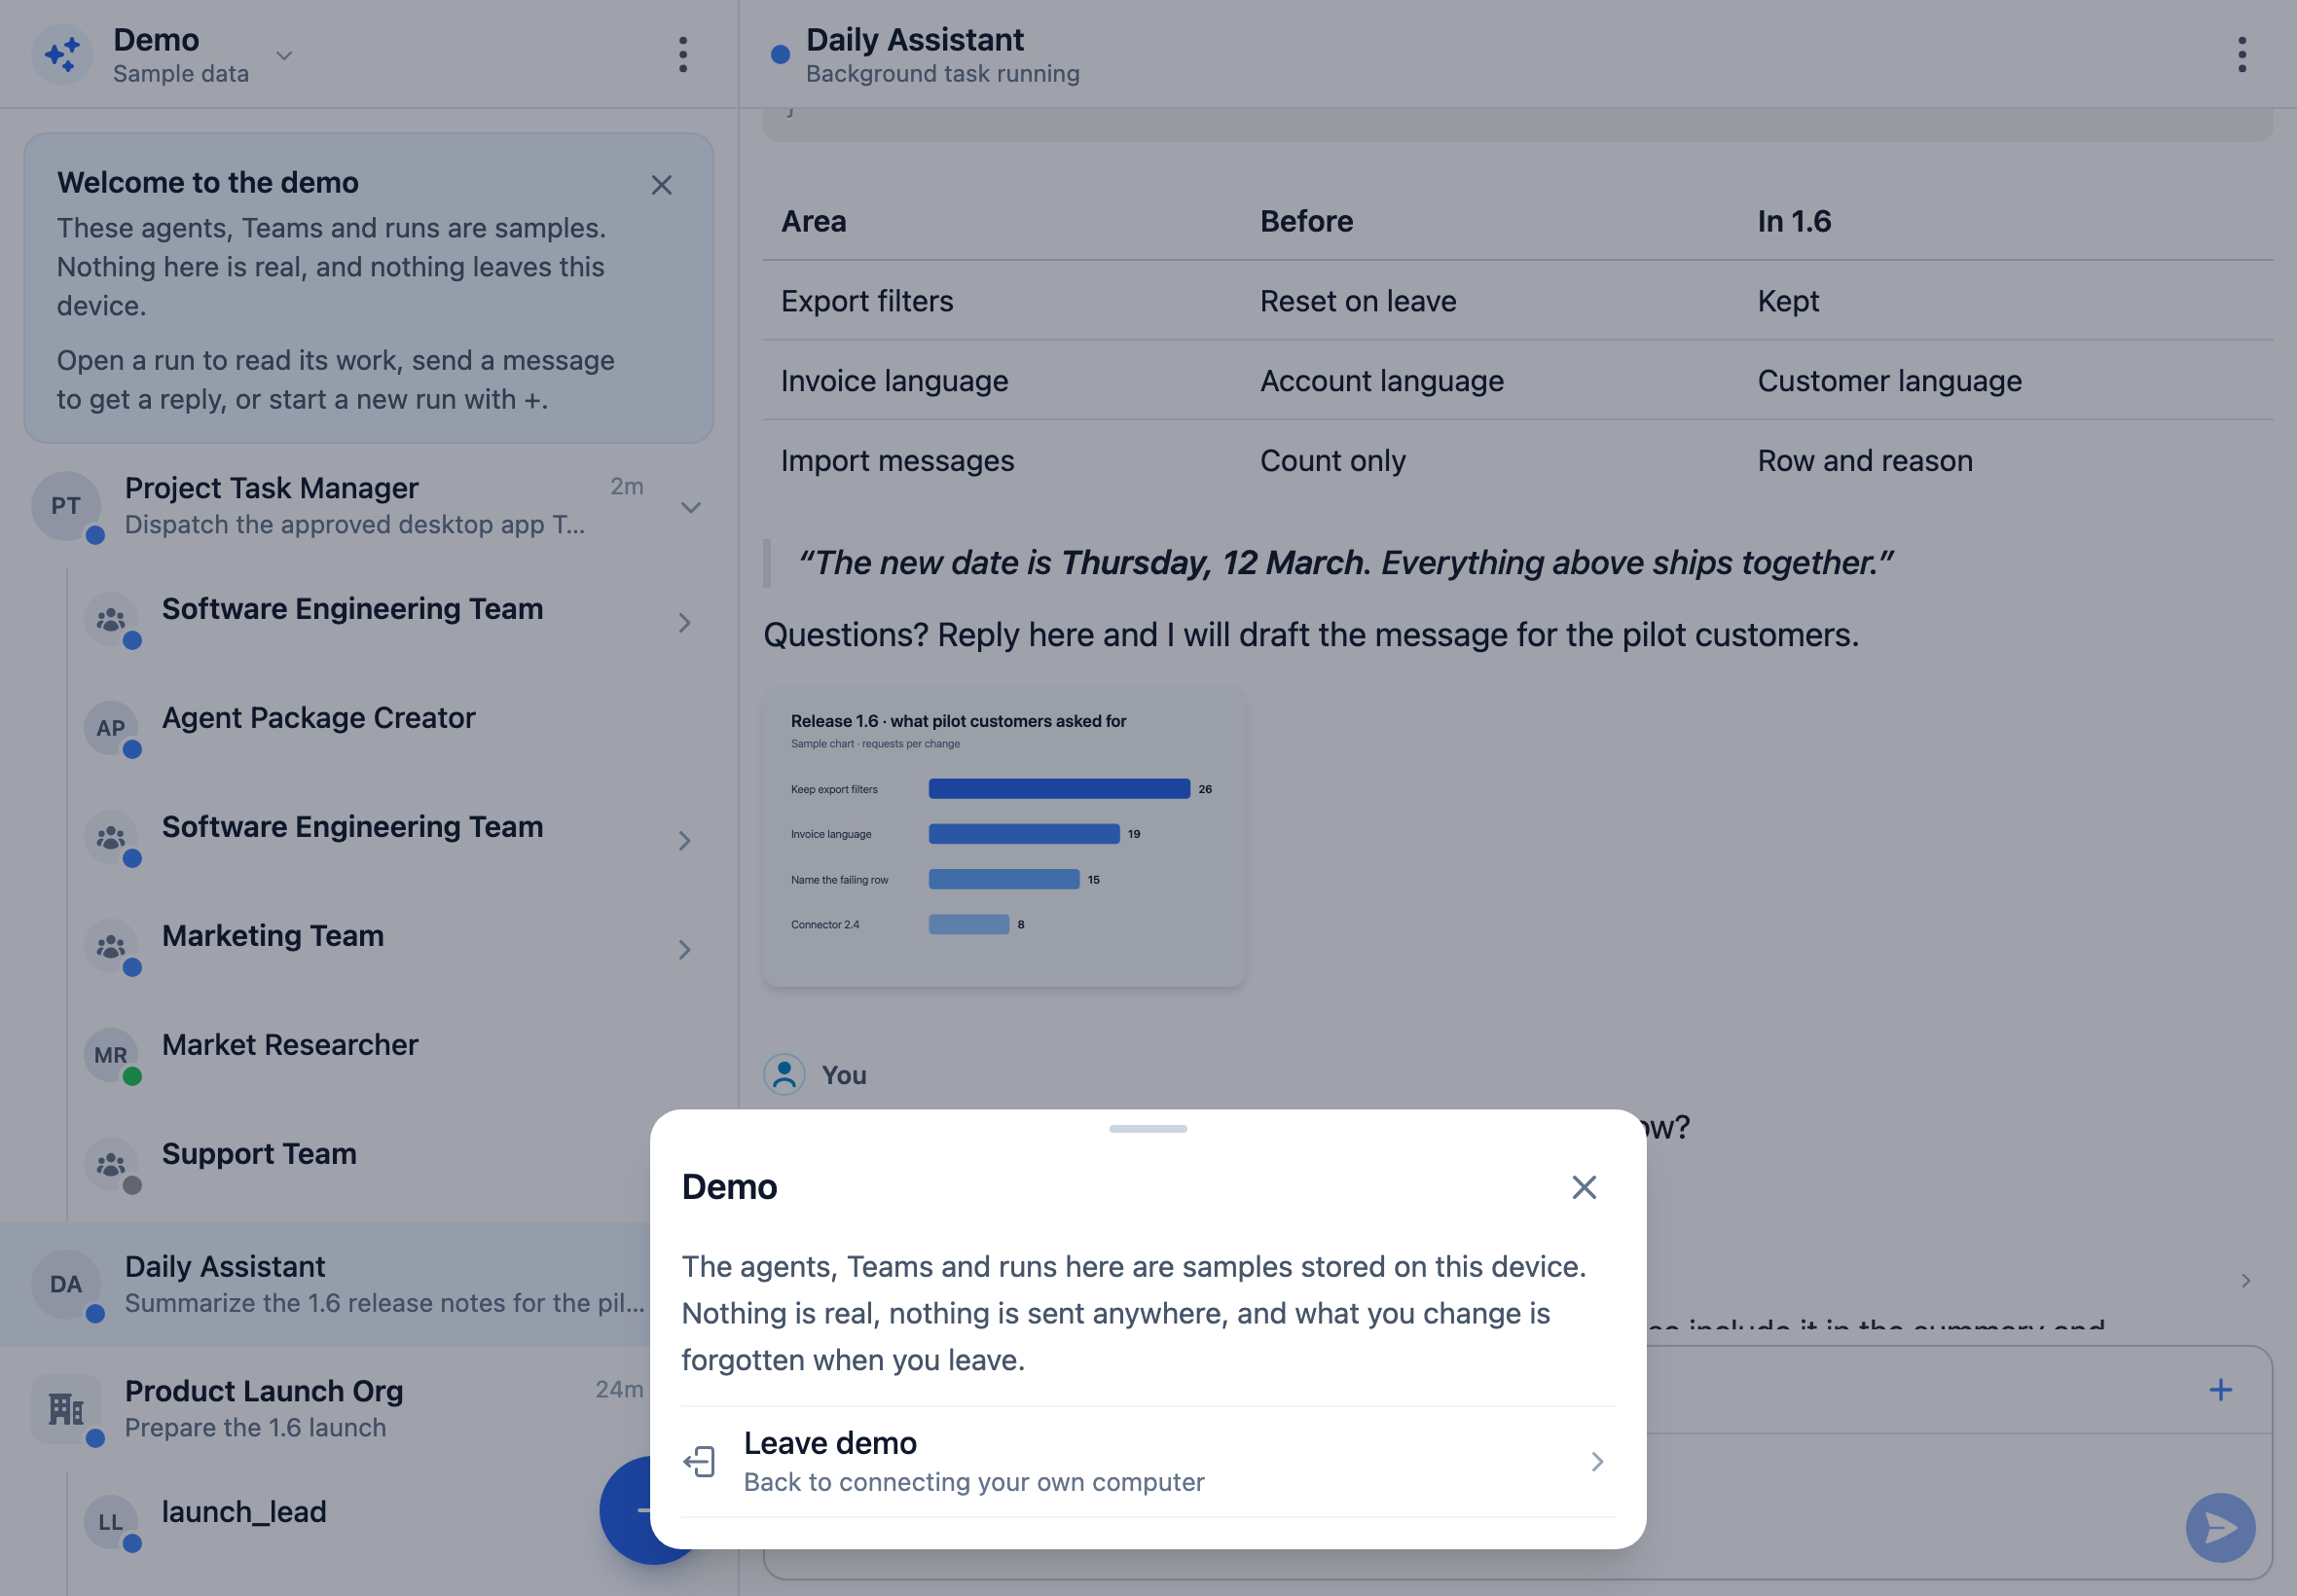 Demo
Sample data
Welcome to the demo
These agents, Teams and runs are samples.
Nothing here is real, and nothing leaves this
device.
Open a run to read its work, send a message
to get a reply, or start a new run with +.
PT
Project Task Manager
2m
Dispatch the approved desktop app T...
Software Engineering Team
AP
Agent Package Creator
Software Engineering Team
Marketing Team
MR
Market Researcher
Support Team
DA
Daily Assistant
Summarize the 1.6 release notes for the pil...
Product Launch Org
24m
Prepare the 1.6 launch
LL
launch_lead
Daily Assistant
Background task running
Area Before In 1.6
Export filters Reset on leave Kept
Invoice language Account language Customer language
Import messages Count only Row and reason
“The new date is Thursday, 12 March. Everything above ships together.”
Questions? Reply here and I will draft the message for the pilot customers.
Release 1.6 · what pilot customers asked for
Sample chart · requests per change
Keep export filters 26
Invoice language 19
Name the failing row 15
Connector 2.4 8
You
include it in the summary and
Demo
The agents, Teams and runs here are samples stored on this device.
Nothing is real, nothing is sent anywhere, and what you change is
forgotten when you leave.
Leave demo
Back to connecting your own computer